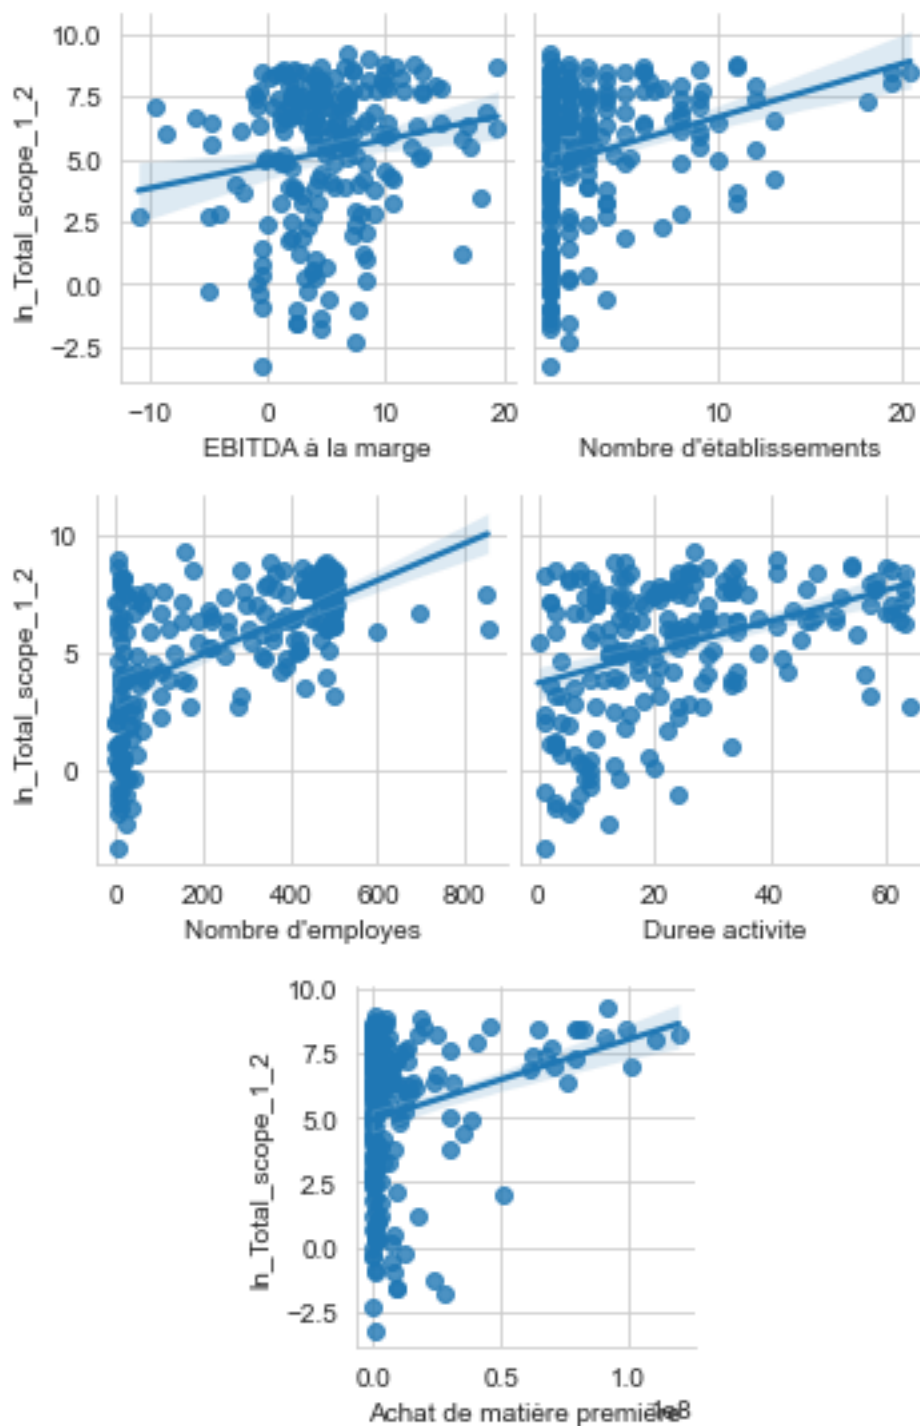 10.0
7.5
5.0
2.5
0.0
−2.5
ln_Total_scope_1_2
−10 0 10 20
EBITDA à la marge
10 20
Nombre d'établissements
10
5
0
ln_Total_scope_1_2
0 200 400 600 800
Nombre d'employes
0 20 40 60
Duree activite
10.0
7.5
5.0
2.5
0.0
−2.5
ln_Total_scope_1_2
0.0 0.5 1.0
1e8
Achat de matière première